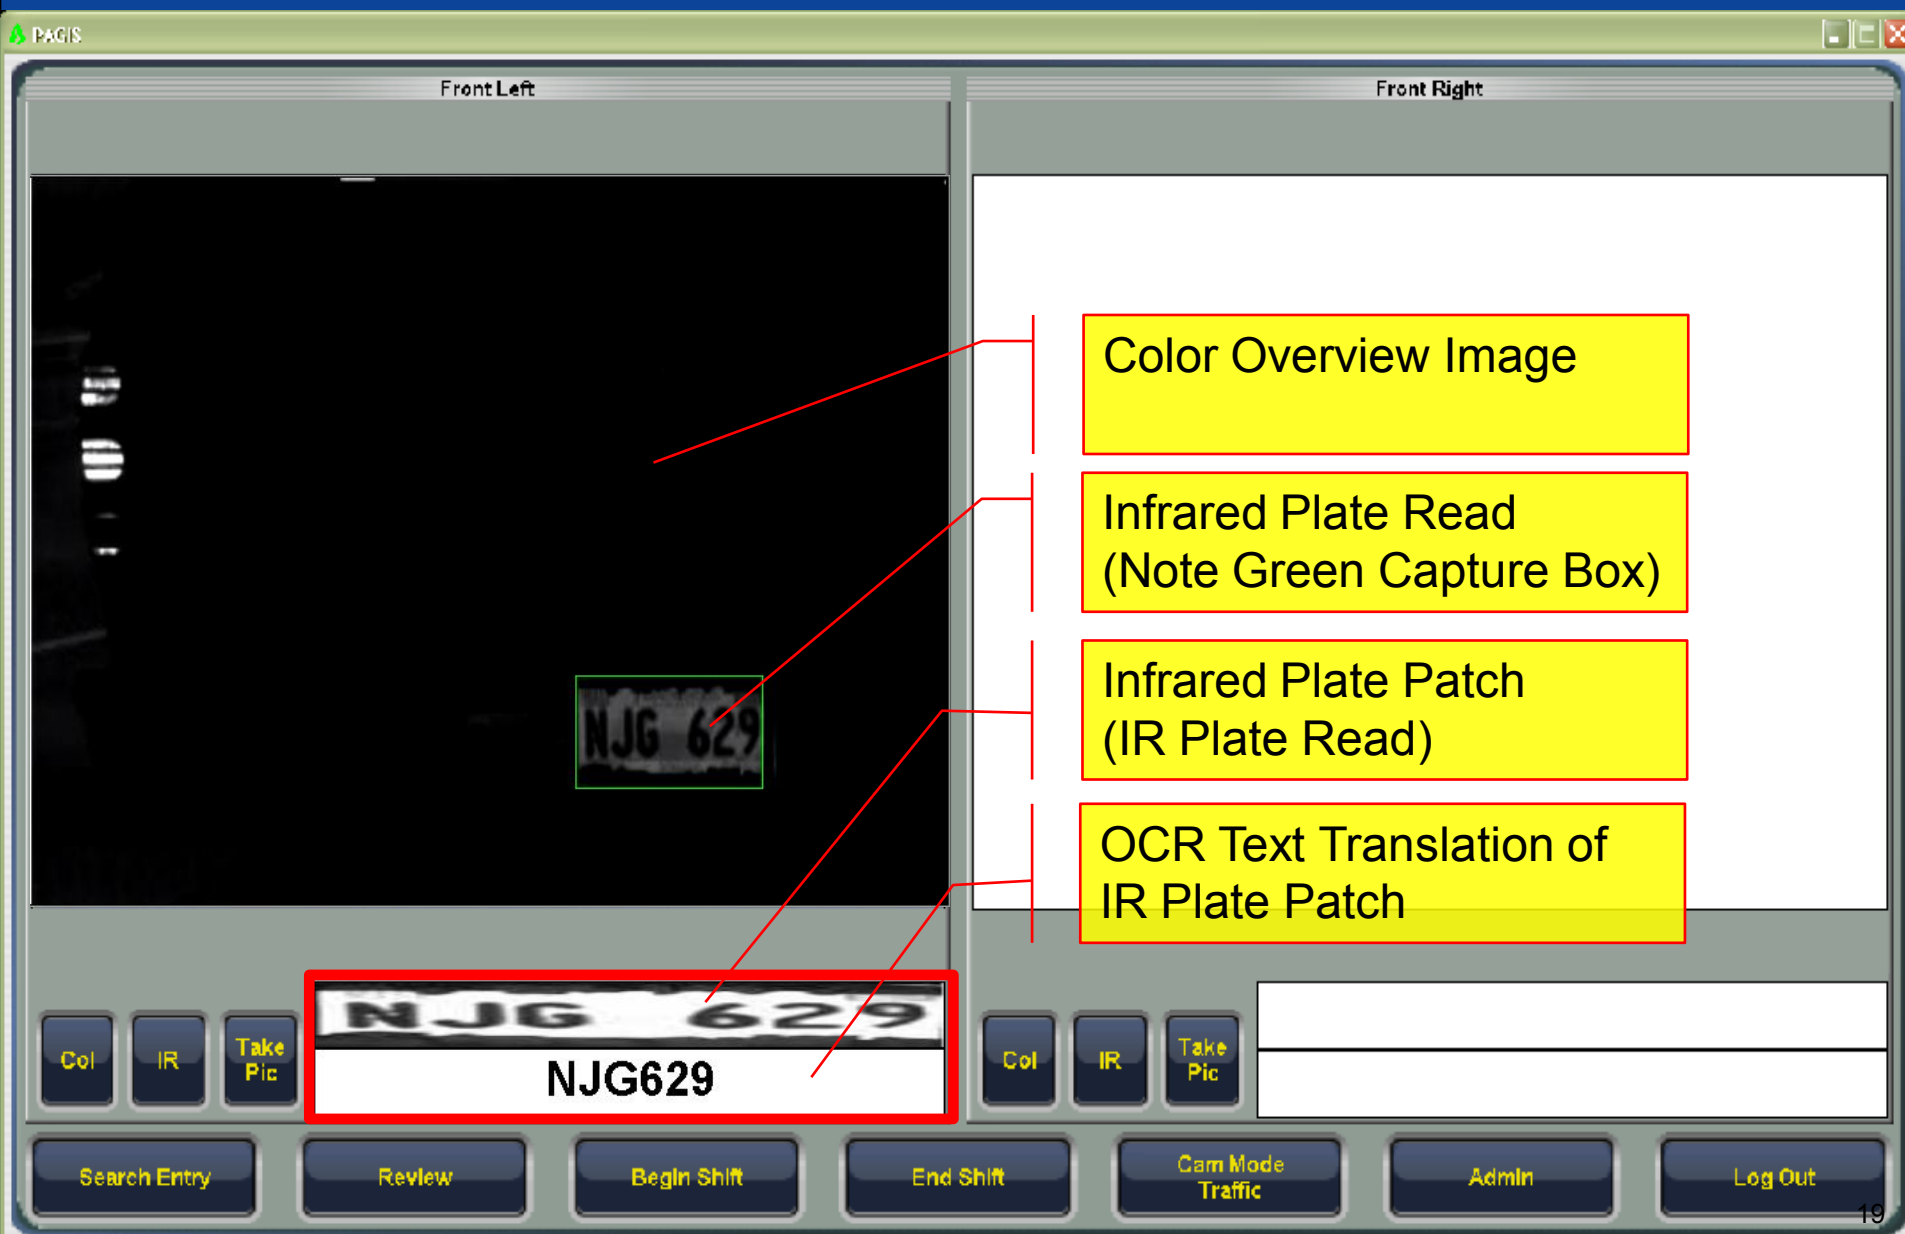 PAGIS
Front Left
Front Right
Color Overview Image
Infrared Plate Read
(Note Green Capture Box)
NJG 629
Infrared Plate Patch
(IR Plate Read)
OCR Text Translation of
IR Plate Patch
NJG 629
NJG629
Col
IR
Take
Pic
Col
IR
Take
Pic
Search Entry
Review
Begin Shift
End Shift
Cam Mode
Traffic
Admin
Log Out
19